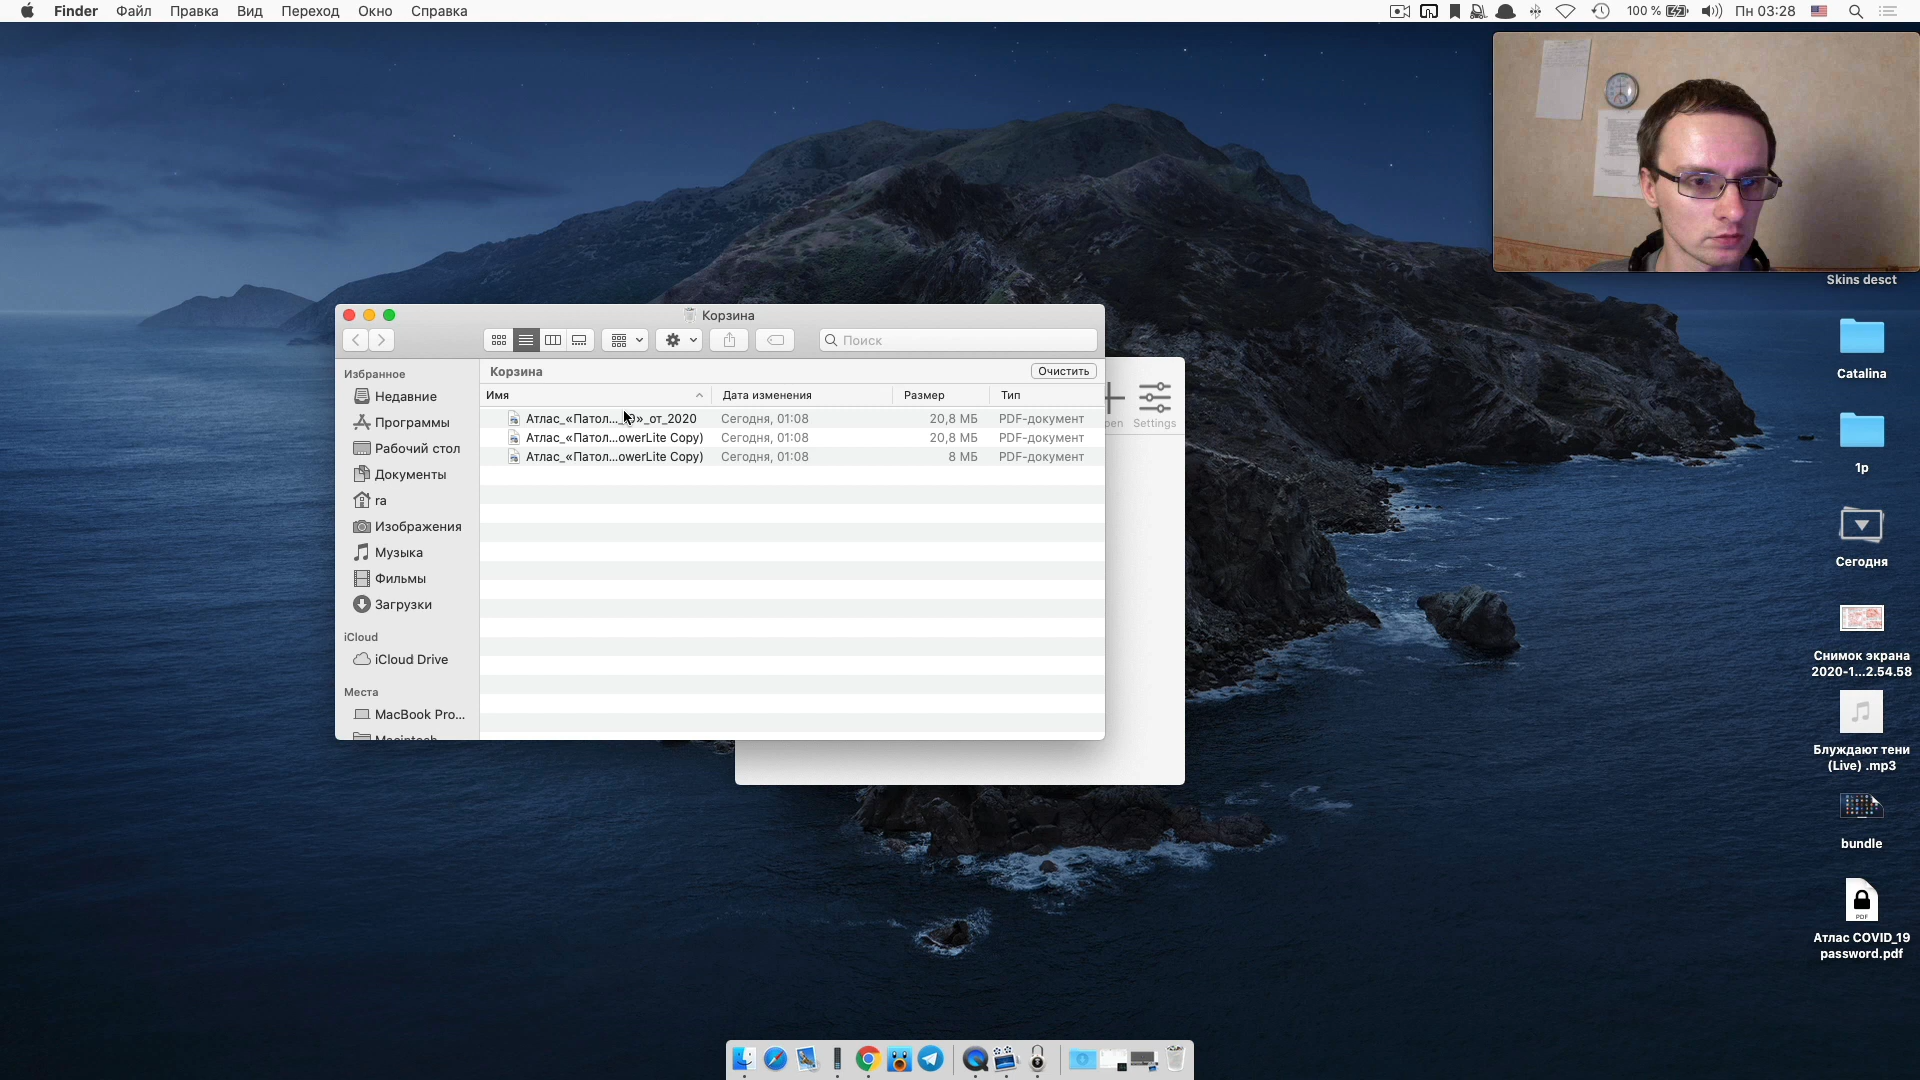 Finder Файл Правка Вид Переход Окно Справка
100 % Пн 03:28
Корзина
Поиск
Избранное
Недавние
Программы
Рабочий стол
Документы
ra
Изображения
Музыка
Фильмы
Загрузки
iCloud
iCloud Drive
Места
MacBook Pro...
Macintosh
Корзина Очистить
Имя Дата изменения Размер Тип
Атлас_«Патол..._19»_от_2020 Сегодня, 01:08 20,8 МБ PDF-документ
Атлас_«Патол...owerLite Copy) Сегодня, 01:08 20,8 МБ PDF-документ
Атлас_«Патол...owerLite Copy) Сегодня, 01:08 8 МБ PDF-документ
pen Settings
Skins desct
Catalina
1p
Сегодня
Снимок экрана
2020-1...2.54.58
Блуждают тени
(Live) .mp3
bundle
PDF
Атлас COVID_19
password.pdf